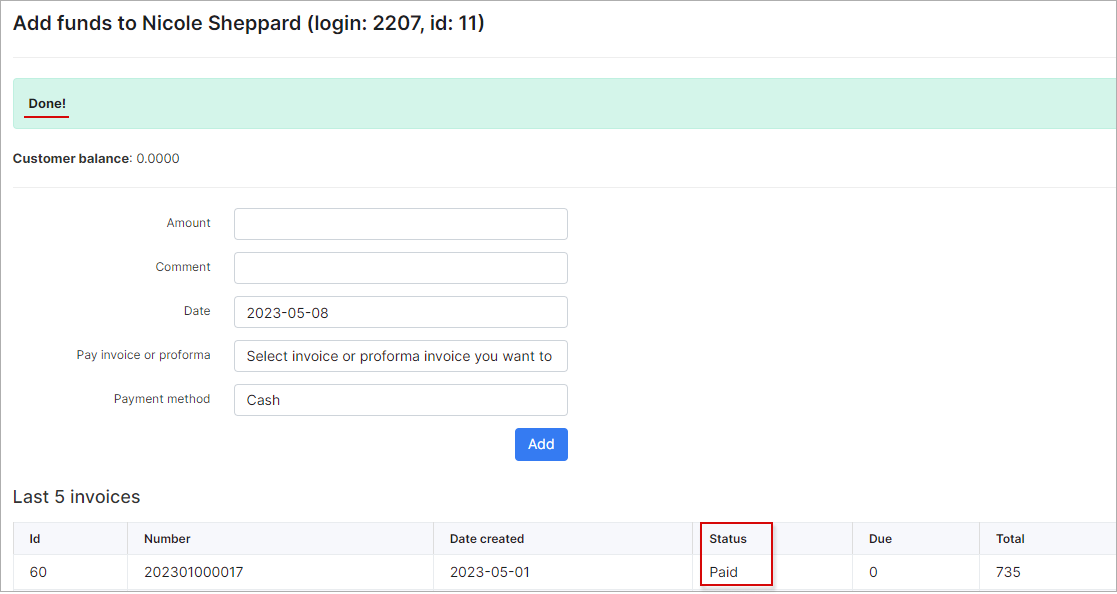 Add funds to Nicole Sheppard (login: 2207, id: 11)
Done!
Customer balance: 0.0000
Amount
Comment
Date 2023-05-08
Pay invoice or proforma Select invoice or proforma invoice you want to
Payment method Cash
Add
Last 5 invoices
Id Number Date created Status Due Total
60 202301000017 2023-05-01 Paid 0 735